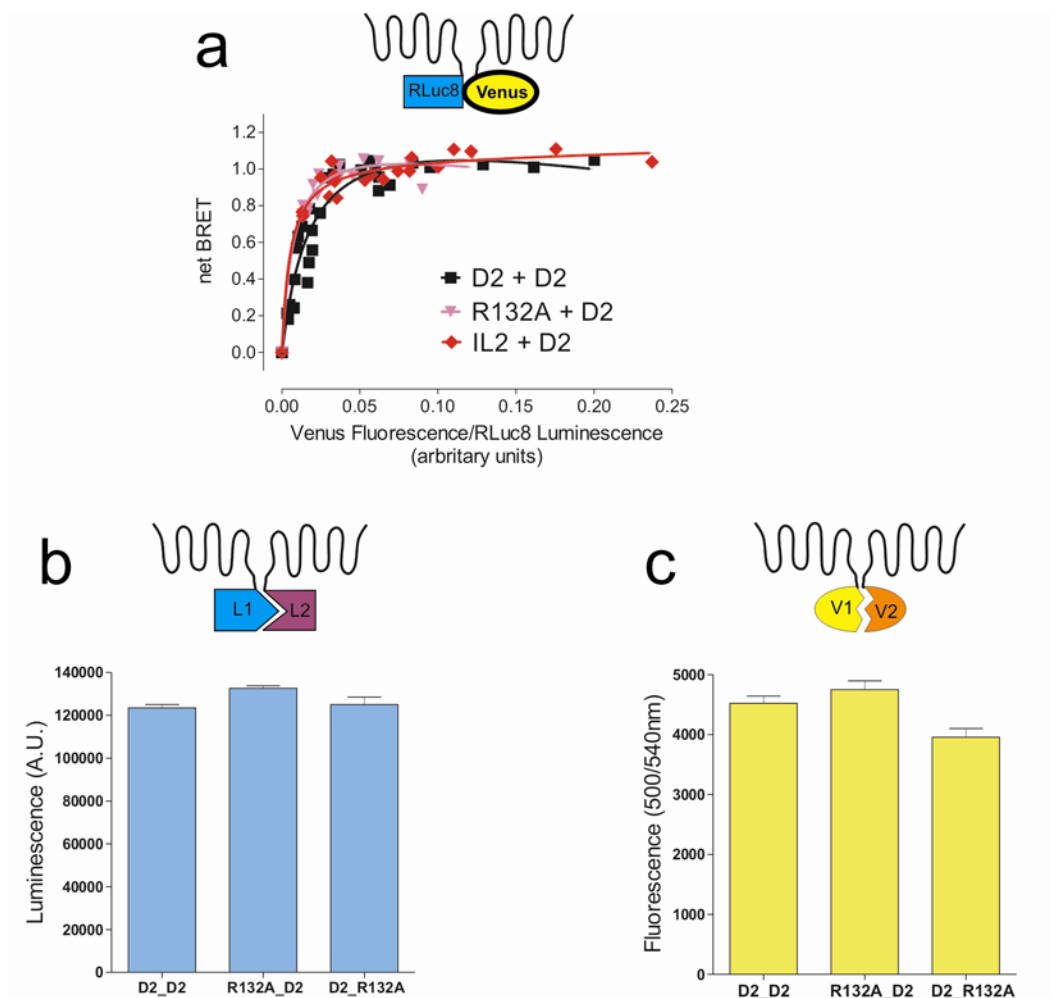 a
RLuc8
Venus
1.2
1.0
0.8
0.6
0.4
0.2
0.0
net BRET
D2 + D2
R132A + D2
IL2 + D2
0.00 0.05 0.10 0.15 0.20 0.25
Venus Fluorescence/RLuc8 Luminescence
(arbritary units)
b
L1
L2
140000
120000
100000
80000
60000
40000
20000
0
Luminescence (A.U.)
D2_D2 R132A_D2 D2_R132A
c
V1
V2
5000
4000
3000
2000
1000
0
Fluorescence (500/540nm)
D2_D2 R132A_D2 D2_R132A